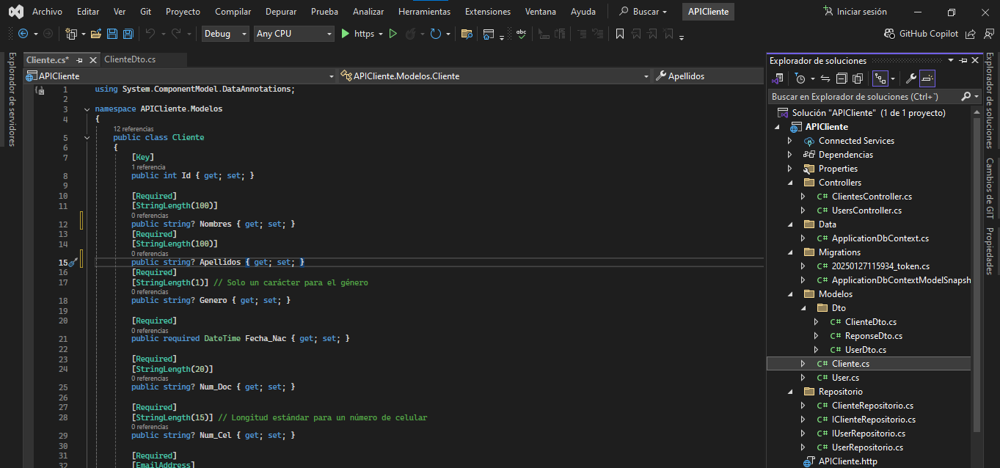 Archivo Editar Ver Git Proyecto Compilar Depurar Prueba Analizar Herramientas Extensiones Ventana Ayuda Buscar APICliente Iniciar sesión
Debug Any CPU https abc GitHub Copilot
Explorador de servidores
Cliente.cs* ClienteDto.cs
APICliente APICliente.Modelos.Cliente Apellidos
1 using System.ComponentModel.DataAnnotations;
2
3 namespace APICliente.Modelos
4 {
12 referencias
5 public class Cliente
6 {
7 [Key]
1 referencia
8 public int Id { get; set; }
9
10 [Required]
11 [StringLength(100)]
0 referencias
12 public string? Nombres { get; set; }
13 [Required]
14 [StringLength(100)]
0 referencias
15 public string? Apellidos { get; set; }
16 [Required]
17 [StringLength(1)] // Solo un carácter para el género
0 referencias
18 public string? Genero { get; set; }
19
20 [Required]
0 referencias
21 public required DateTime Fecha_Nac { get; set; }
22
23 [Required]
24 [StringLength(20)]
0 referencias
25 public string? Num_Doc { get; set; }
26
27 [Required]
28 [StringLength(15)] // Longitud estándar para un número de celular
0 referencias
29 public string? Num_Cel { get; set; }
30
31 [Required]
32 [EmailAddress]
Explorador de soluciones
Buscar en Explorador de soluciones (Ctrl+`)
Solución "APICliente" (1 de 1 proyecto)
APICliente
Connected Services
Dependencias
Properties
Controllers
C# ClientesController.cs
C# UsersController.cs
Data
C# ApplicationDbContext.cs
Migrations
C# 20250127115934_token.cs
C# ApplicationDbContextModelSnapsh
Modelos
Dto
C# ClienteDto.cs
C# ReponseDto.cs
C# UserDto.cs
C# Cliente.cs
C# User.cs
Repositorio
C# ClienteRepositorio.cs
C# IClienteRepositorio.cs
C# IUserRepositorio.cs
C# UserRepositorio.cs
APICliente.http
Explorador de soluciones
Cambios de GIT
Propiedades